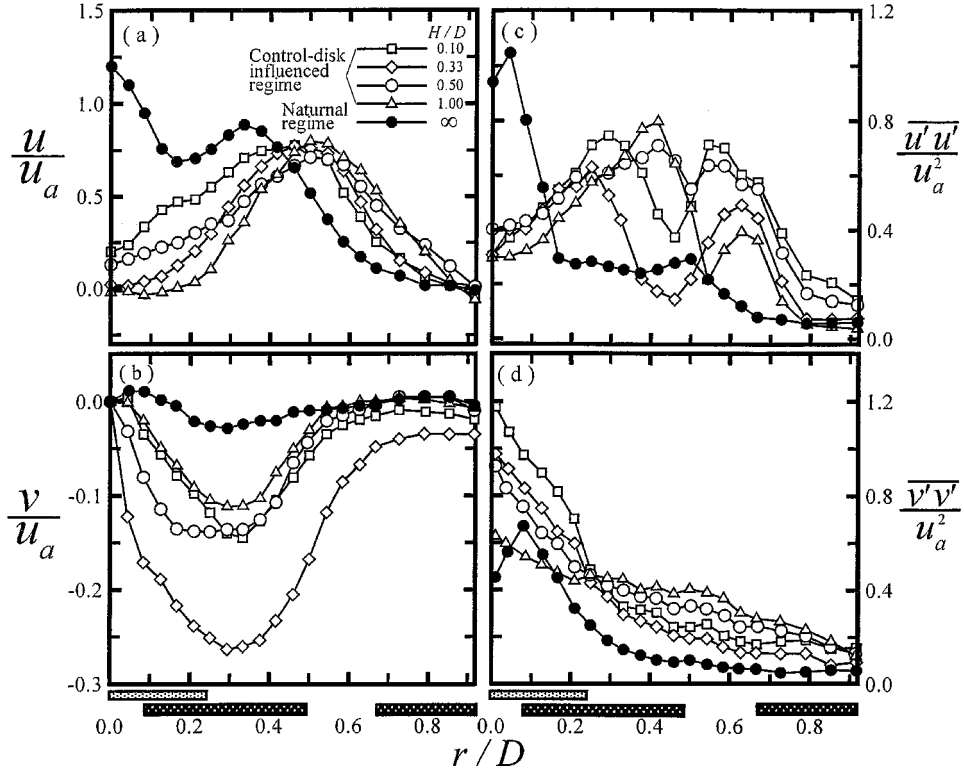 ( a )
H / D
Control-disk
influenced
regime
0.10
0.33
0.50
1.00
Naturnal
regime
∞
1.5
1.0
0.75
0.5
0.0
u
u_a
( c )
1.2
0.8
0.4
0.0
u'u'
u_a^2
( b )
0.0
-0.1
-0.2
-0.3
v
u_a
( d )
1.2
0.8
0.4
0.0
v'v'
u_a^2
0.0 0.2 0.4 0.6 0.8
0.0 0.2 0.4 0.6 0.8
r / D